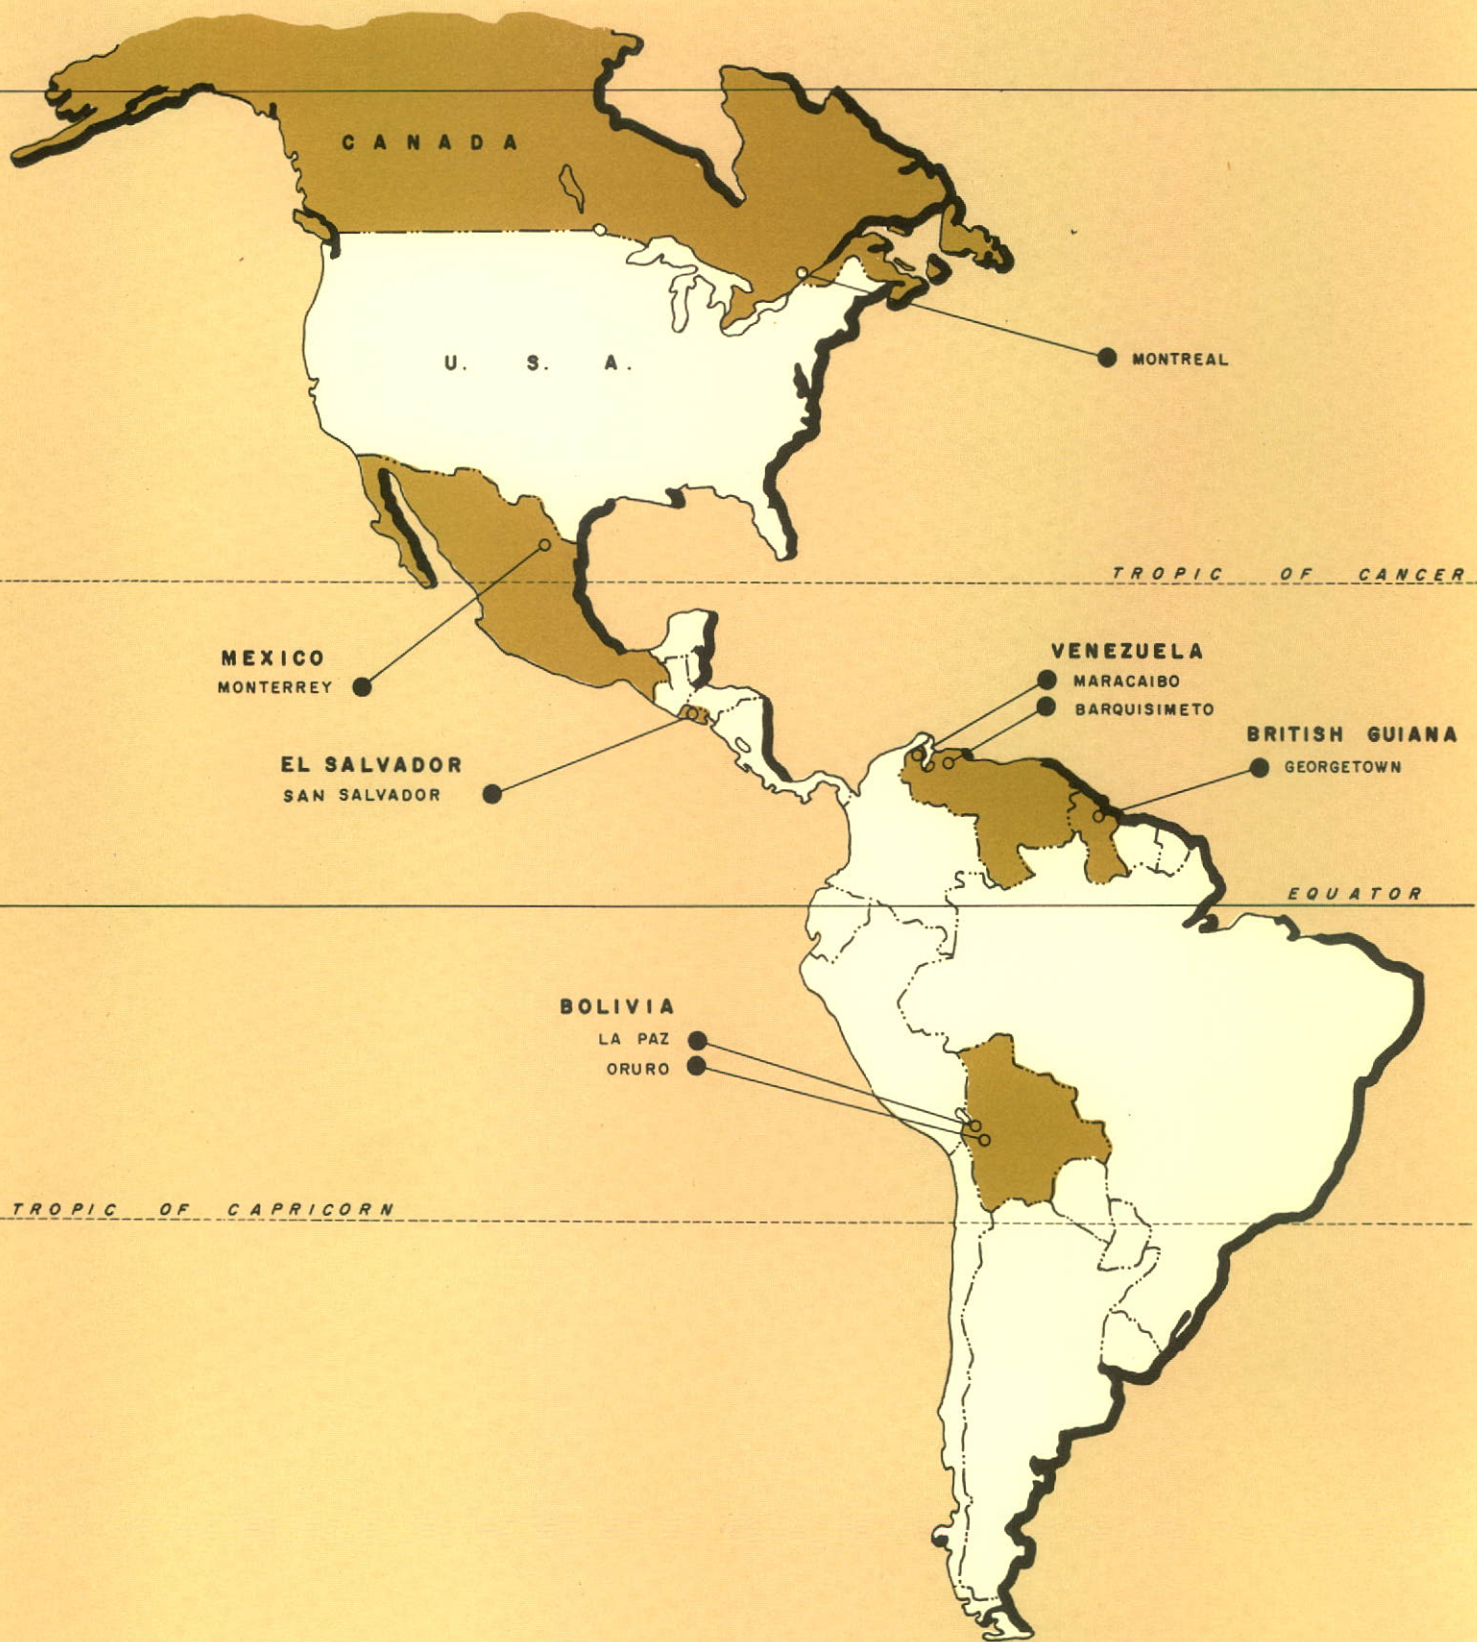 CANADA
U. S. A.
MONTREAL
TROPIC OF CANCER
MEXICO
MONTERREY
VENEZUELA
MARACAIBO
BARQUISIMETO
BRITISH GUIANA
GEORGETOWN
EL SALVADOR
SAN SALVADOR
EQUATOR
BOLIVIA
LA PAZ
ORURO
TROPIC OF CAPRICORN